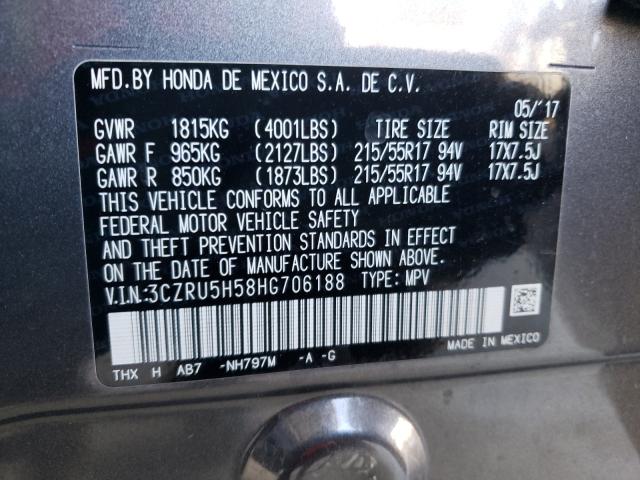 MFD.BY HONDA DE MEXICO S.A. DE C.V.
05/'17
GVWR 1815KG (4001LBS) TIRE SIZE RIM SIZE
GAWR F 965KG (2127LBS) 215/55R17 94V 17X7.5J
GAWR R 850KG (1873LBS) 215/55R17 94V 17X7.5J
THIS VEHICLE CONFORMS TO ALL APPLICABLE
FEDERAL MOTOR VEHICLE SAFETY
AND THEFT PREVENTION STANDARDS IN EFFECT
ON THE DATE OF MANUFACTURE SHOWN ABOVE.
V.I.N:3CZRU5H58HG706188 TYPE: MPV
THX H AB7 -NH797M -A -G
MADE IN MEXICO